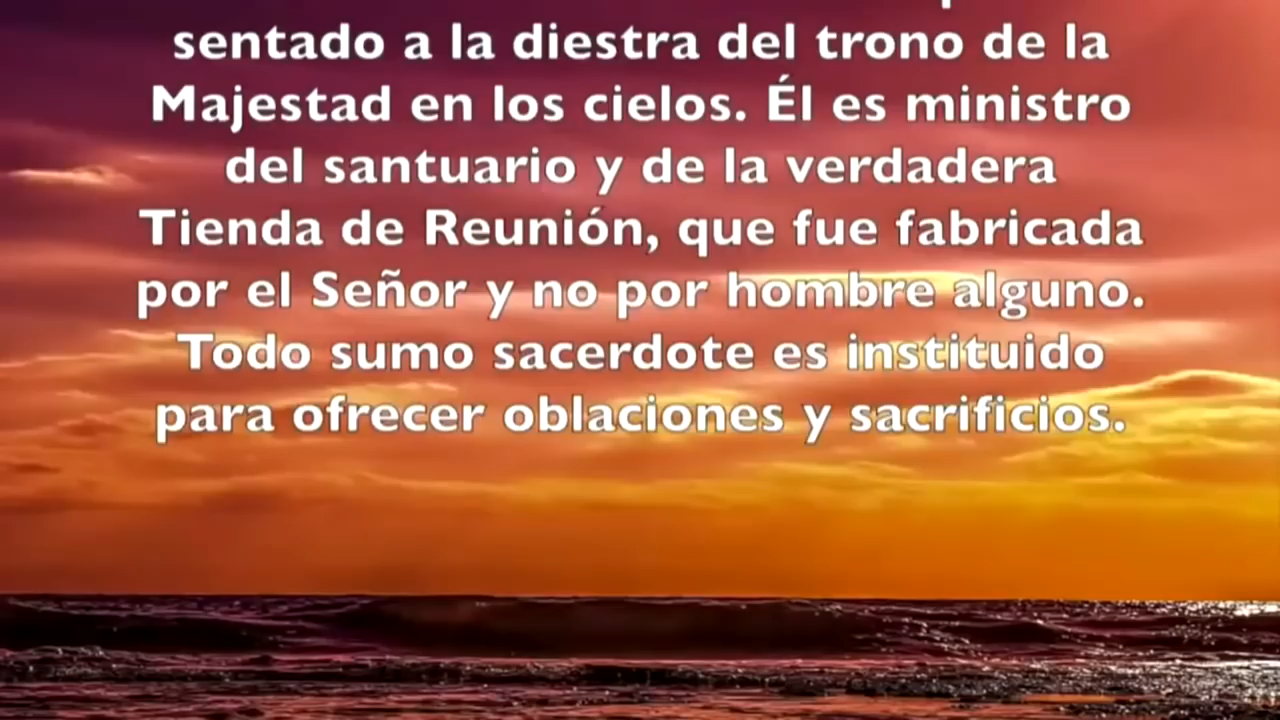 sentado a la diestra del trono de la
Majestad en los cielos. Él es ministro
del santuario y de la verdadera
Tienda de Reunión, que fue fabricada
por el Señor y no por hombre alguno.
Todo sumo sacerdote es instituido
para ofrecer oblaciones y sacrificios.